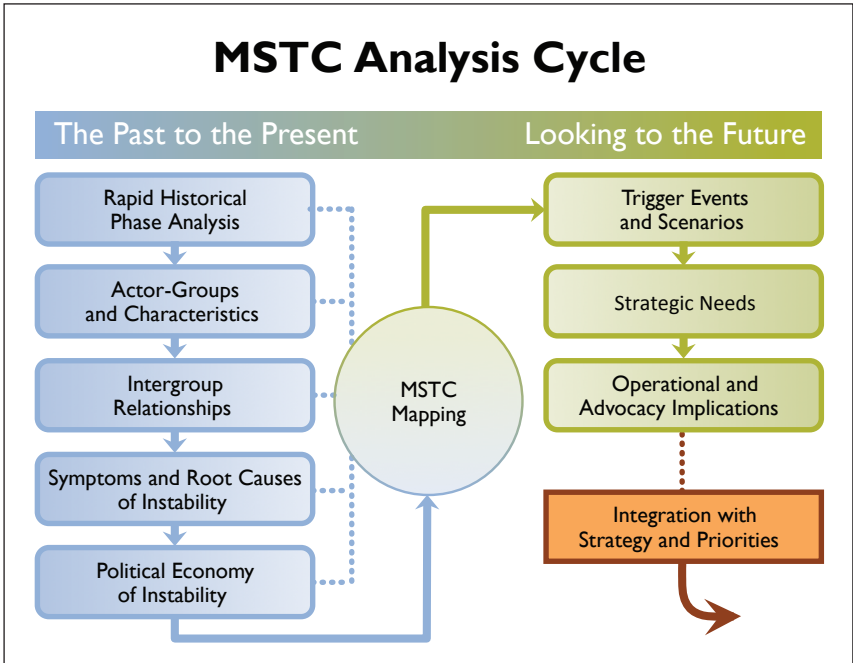 MSTC Analysis Cycle
The Past to the Present
Looking to the Future
Rapid Historical
Phase Analysis
Actor-Groups
and Characteristics
Intergroup
Relationships
Symptoms and Root Causes
of Instability
Political Economy
of Instability
MSTC
Mapping
Trigger Events
and Scenarios
Strategic Needs
Operational and
Advocacy Implications
Integration with
Strategy and Priorities